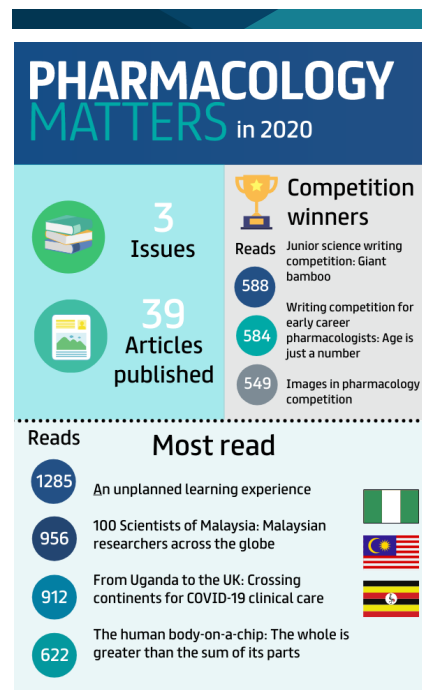 PHARMACOLOGY
MATTERS in 2020
3
Issues
39
Articles
published
Competition
winners
Reads
588
Junior science writing
competition: Giant
bamboo
584
Writing competition for
early career
pharmacologists: Age is
just a number
549
Images in pharmacology
competition
Reads
Most read
1285
An unplanned learning experience
956
100 Scientists of Malaysia: Malaysian
researchers across the globe
912
From Uganda to the UK: Crossing
continents for COVID-19 clinical care
622
The human body-on-a-chip: The whole is
greater than the sum of its parts